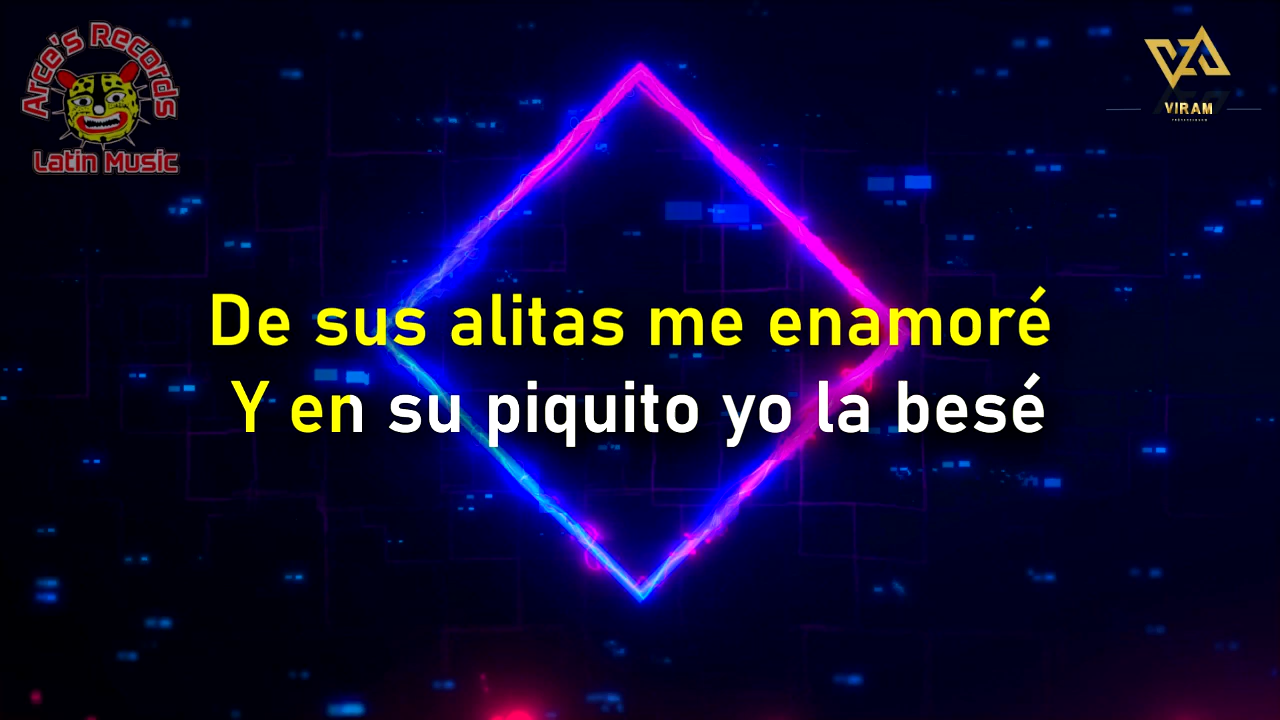 Arce's Records
Latin Music
VIRAM
De sus alitas me enamoré
Y en su piquito yo la besé